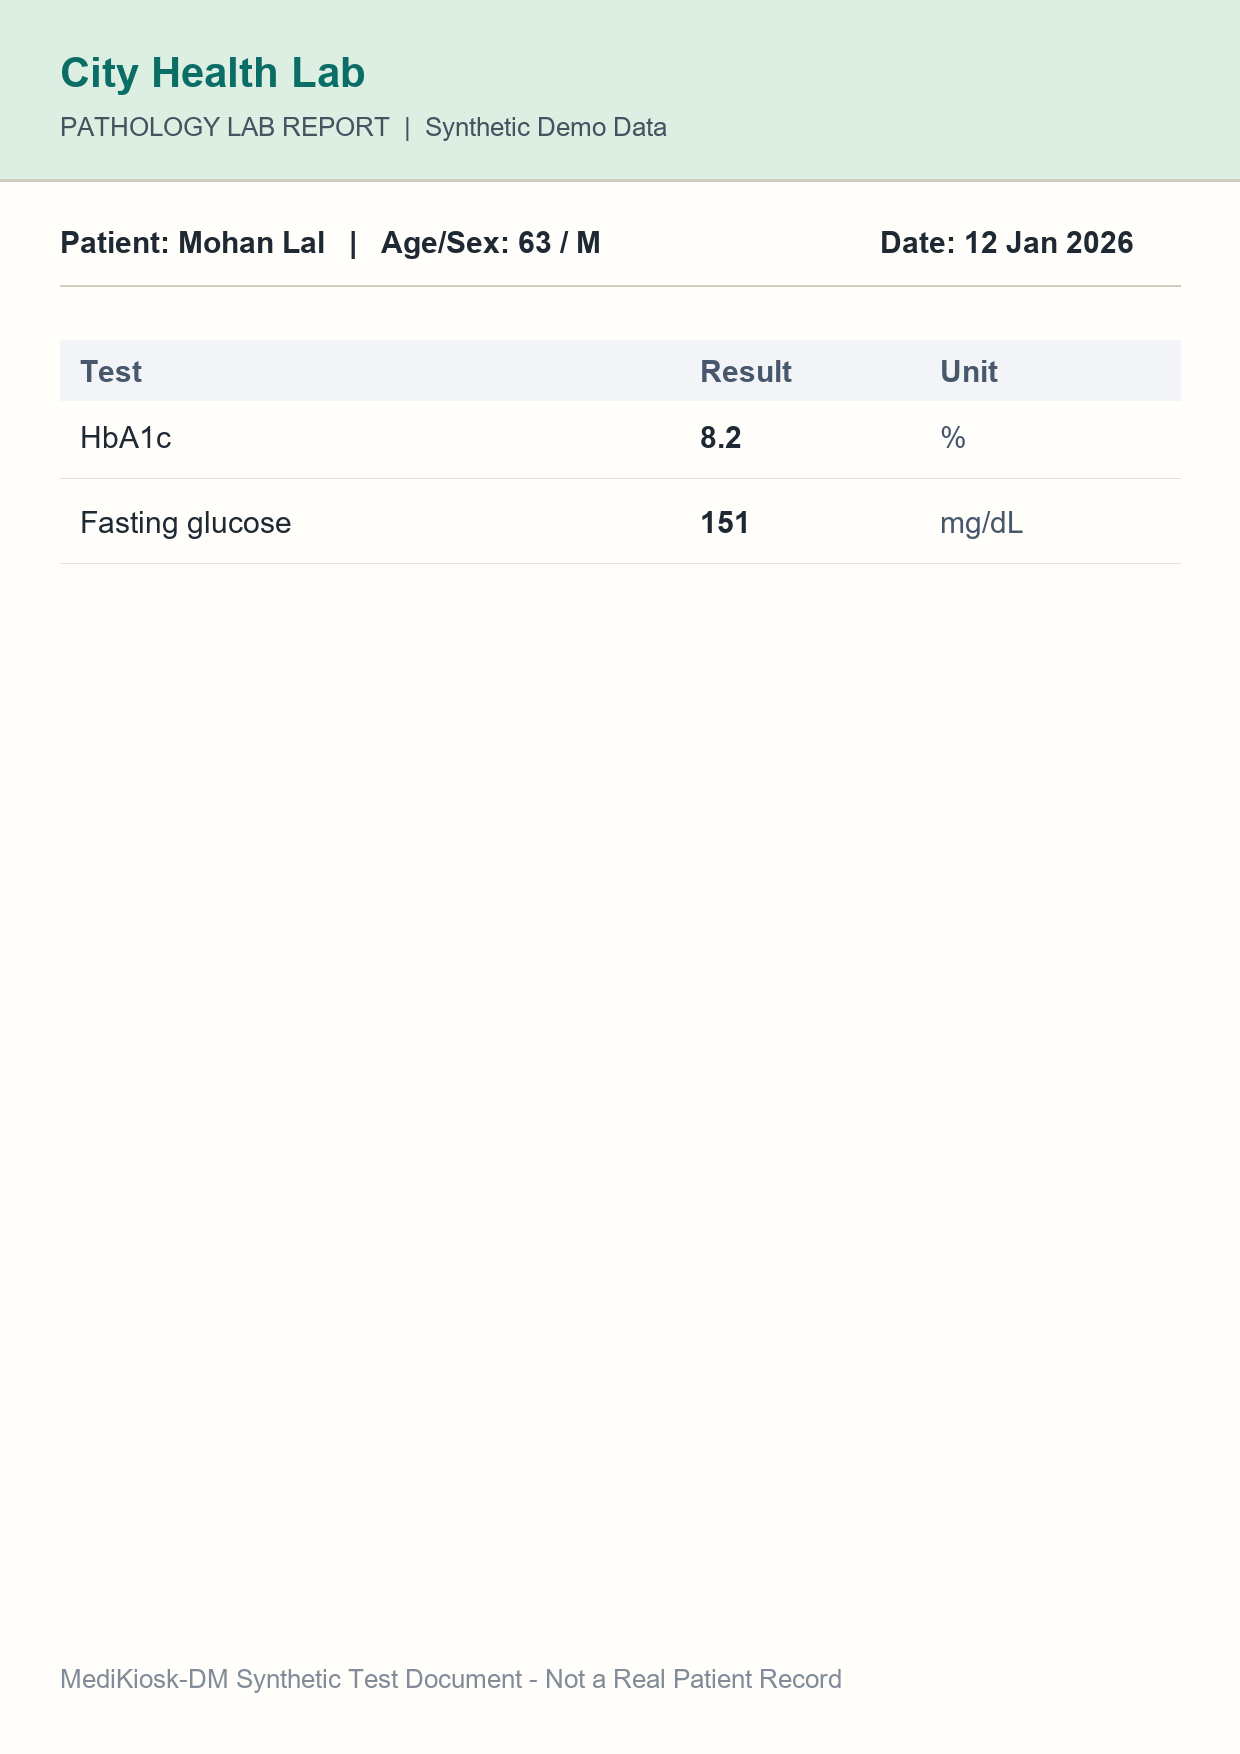 City Health Lab
PATHOLOGY LAB REPORT | Synthetic Demo Data
Patient: Mohan Lal | Age/Sex: 63 / M Date: 12 Jan 2026
Test Result Unit
HbA1c 8.2 %
Fasting glucose 151 mg/dL
MediKiosk-DM Synthetic Test Document - Not a Real Patient Record